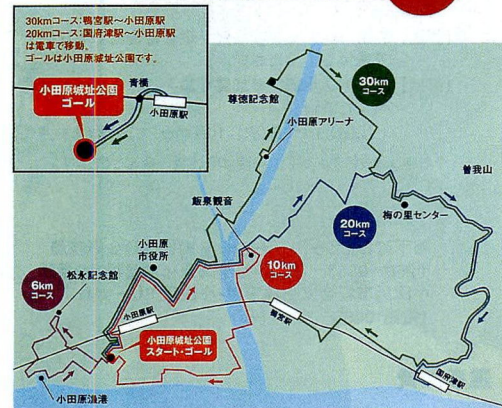 30kmコース:鴨宮駅～小田原駅
20kmコース:国府津駅～小田原駅
は電車で移動。
ゴールは小田原城址公園です。
小田原城址公園
ゴール
青橋
小田原駅
尊徳記念館
30km
コース
小田原アリーナ
曽我山
飯泉観音
梅の里センター
20km
コース
小田原
市役所
10km
コース
6km
コース
松永記念館
小田原駅
鴨宮駅
小田原城址公園
スタート・ゴール
国府津駅
小田原漁港